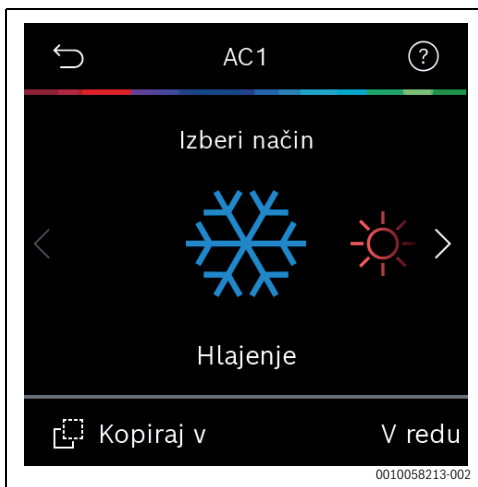 AC1
?
Izberi način
Hlajenje
Kopiraj v V redu
0010058213-002